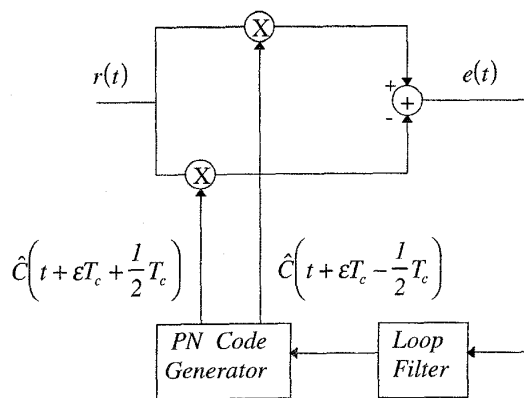 X
r(t)
e(t)
+
+
-
X
Ĉ(t + εT_c + 1/2 T_c)
Ĉ(t + εT_c - 1/2 T_c)
PN Code
Generator
Loop
Filter